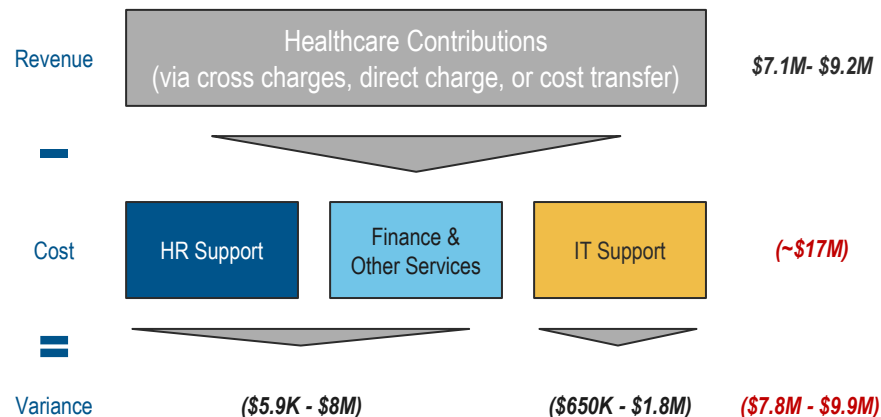 Revenue
Healthcare Contributions
(via cross charges, direct charge, or cost transfer)
$7.1M- $9.2M
Cost
HR Support
Finance &
Other Services
IT Support
(~$17M)
Variance
($5.9K - $8M)
($650K - $1.8M)
($7.8M - $9.9M)